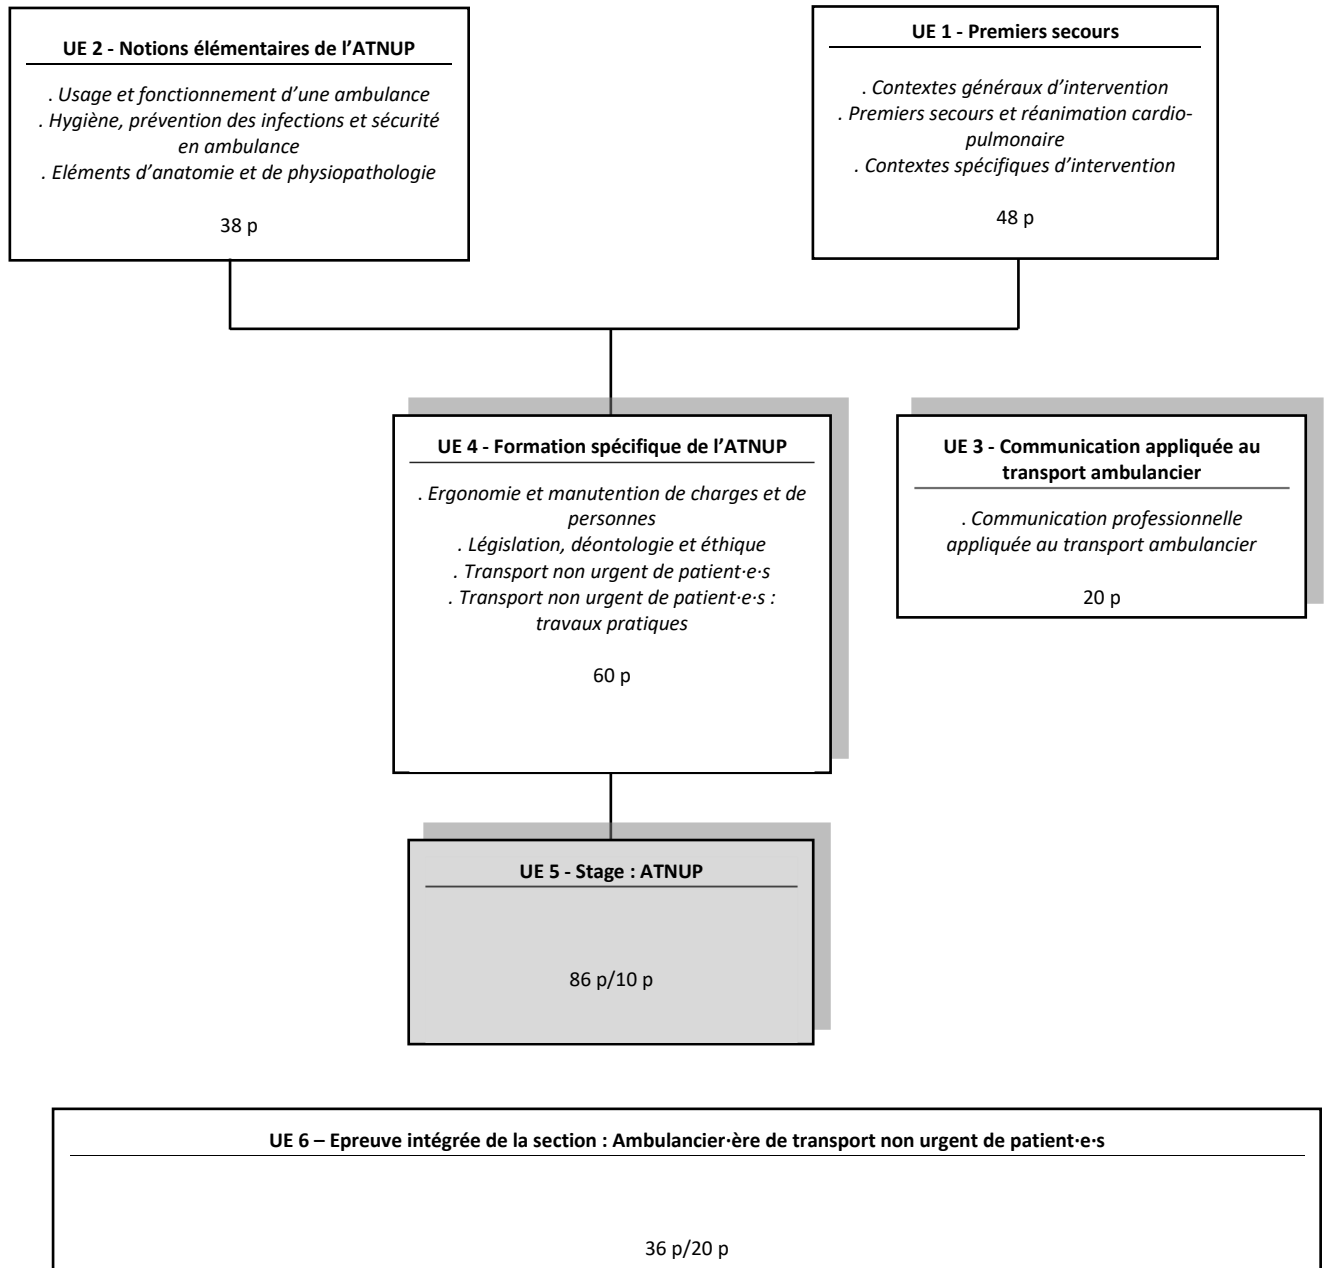 UE 2 - Notions élémentaires de l’ATNUP
. Usage et fonctionnement d’une ambulance
. Hygiène, prévention des infections et sécurité
en ambulance
. Eléments d’anatomie et de physiopathologie
38 p
UE 1 - Premiers secours
. Contextes généraux d’intervention
. Premiers secours et réanimation cardio-
pulmonaire
. Contextes spécifiques d’intervention
48 p
UE 4 - Formation spécifique de l’ATNUP
. Ergonomie et manutention de charges et de
personnes
. Législation, déontologie et éthique
. Transport non urgent de patient·e·s
. Transport non urgent de patient·e·s :
travaux pratiques
60 p
UE 3 - Communication appliquée au
transport ambulancier
. Communication professionnelle
appliquée au transport ambulancier
20 p
UE 5 - Stage : ATNUP
86 p/10 p
UE 6 – Epreuve intégrée de la section : Ambulancier·ère de transport non urgent de patient·e·s
36 p/20 p